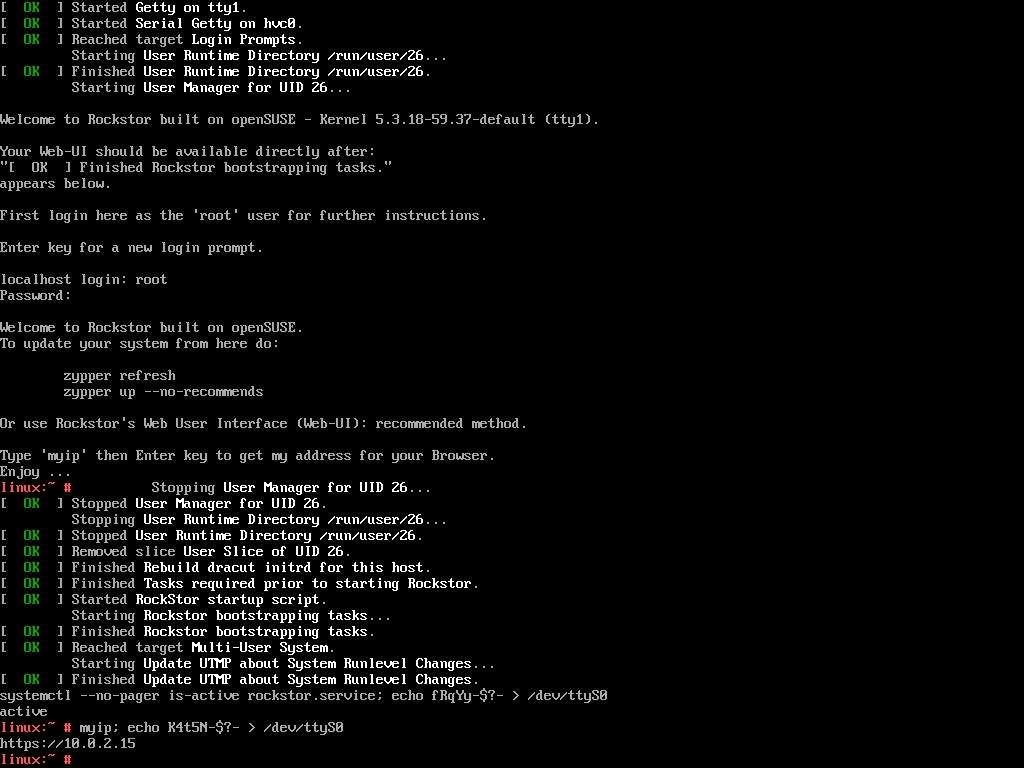 [  OK  ] Started Getty on tty1.
[  OK  ] Started Serial Getty on hvc0.
[  OK  ] Reached target Login Prompts.
         Starting User Runtime Directory /run/user/26...
[  OK  ] Finished User Runtime Directory /run/user/26.
         Starting User Manager for UID 26...
Welcome to Rockstor built on openSUSE - Kernel 5.3.18-59.37-default (tty1).
Your Web-UI should be available directly after:
"[  OK  ] Finished Rockstor bootstrapping tasks."
appears below.
First login here as the 'root' user for further instructions.
Enter key for a new login prompt.
localhost login: root
Password:
Welcome to Rockstor built on openSUSE.
To update your system from here do:
        zypper refresh
        zypper up --no-recommends
Or use Rockstor's Web User Interface (Web-UI): recommended method.
Type 'myip' then Enter key to get my address for your Browser.
Enjoy ...
linux:~ #          Stopping User Manager for UID 26...
[  OK  ] Stopped User Manager for UID 26.
         Stopping User Runtime Directory /run/user/26...
[  OK  ] Stopped User Runtime Directory /run/user/26.
[  OK  ] Removed slice User Slice of UID 26.
[  OK  ] Finished Rebuild dracut initrd for this host.
[  OK  ] Finished Tasks required prior to starting Rockstor.
[  OK  ] Started RockStor startup script.
         Starting Rockstor bootstrapping tasks...
[  OK  ] Finished Rockstor bootstrapping tasks.
[  OK  ] Reached target Multi-User System.
         Starting Update UTMP about System Runlevel Changes...
[  OK  ] Finished Update UTMP about System Runlevel Changes.
systemctl --no-pager is-active rockstor.service; echo fRqYy-$?- > /dev/ttyS0
active
linux:~ # myip; echo K4t5N-$?- > /dev/ttyS0
https://10.0.2.15
linux:~ #